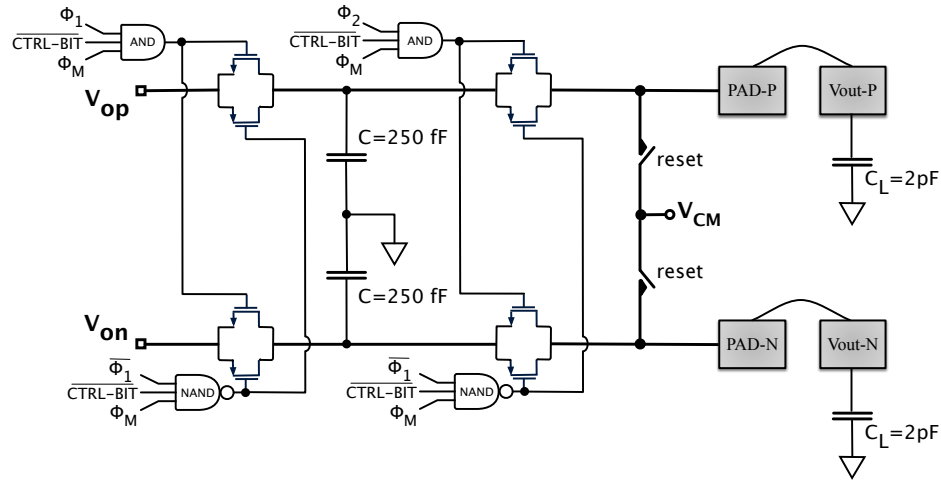 Φ1
CTRL-BIT
ΦM
AND
Φ2
CTRL-BIT
ΦM
AND
Vop
PAD-P
Vout-P
C=250 fF
reset
CL=2pF
VCM
C=250 fF
reset
Von
PAD-N
Vout-N
Φ1
CTRL-BIT
ΦM
NAND
Φ1
CTRL-BIT
ΦM
NAND
CL=2pF